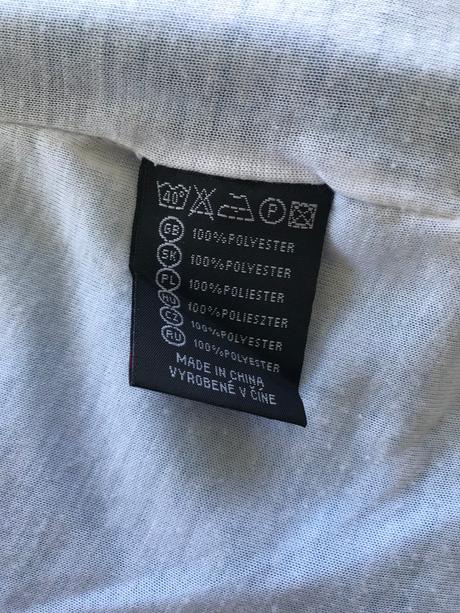 40° P
GB 100%POLYESTER
SK 100%POLYESTER
PL 100%POLIESTER
HU 100%POLIESZTER
CZ 100%POLYESTER
RU 100%POLYESTER
MADE IN CHINA
VYROBENÉ V ČÍNE